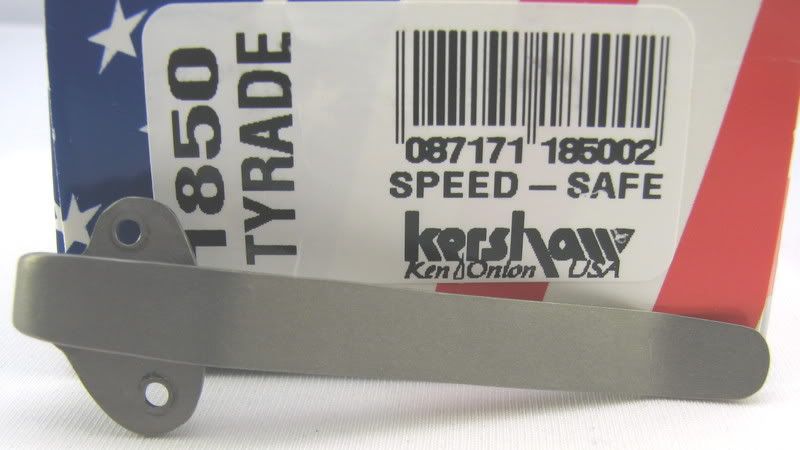 1850
TYRADE
087171 185002
SPEED – SAFE
kershaw
Ken Onion USA